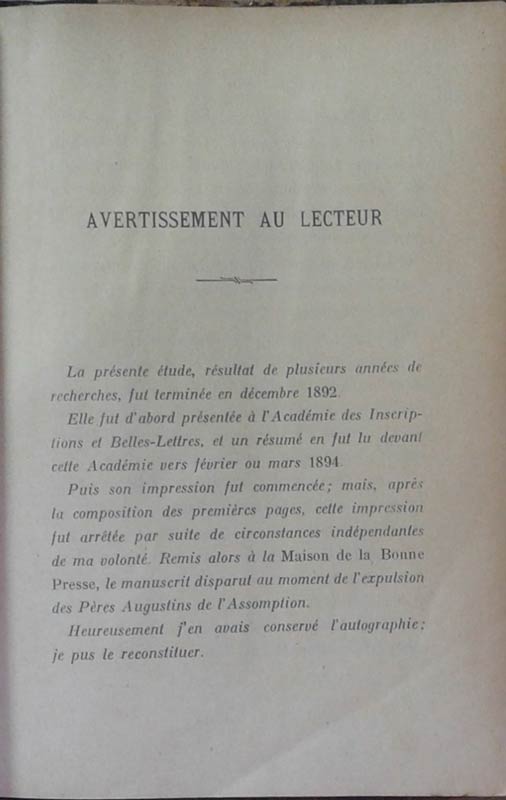 AVERTISSEMENT AU LECTEUR
La présente étude, résultat de plusieurs années de
recherches, fut terminée en décembre 1892.
Elle fut d'abord présentée à l'Académie des Inscrip-
tions et Belles-Lettres, et un résumé en fut lu devant
cette Académie vers février ou mars 1894.
Puis son impression fut commencée; mais, après
la composition des premières pages, cette impression
fut arrêtée par suite de circonstances indépendantes
de ma volonté. Remis alors à la Maison de la Bonne
Presse, le manuscrit disparut au moment de l'expulsion
des Pères Augustins de l'Assomption.
Heureusement j'en avais conservé l'autographie;
je pus le reconstituer.